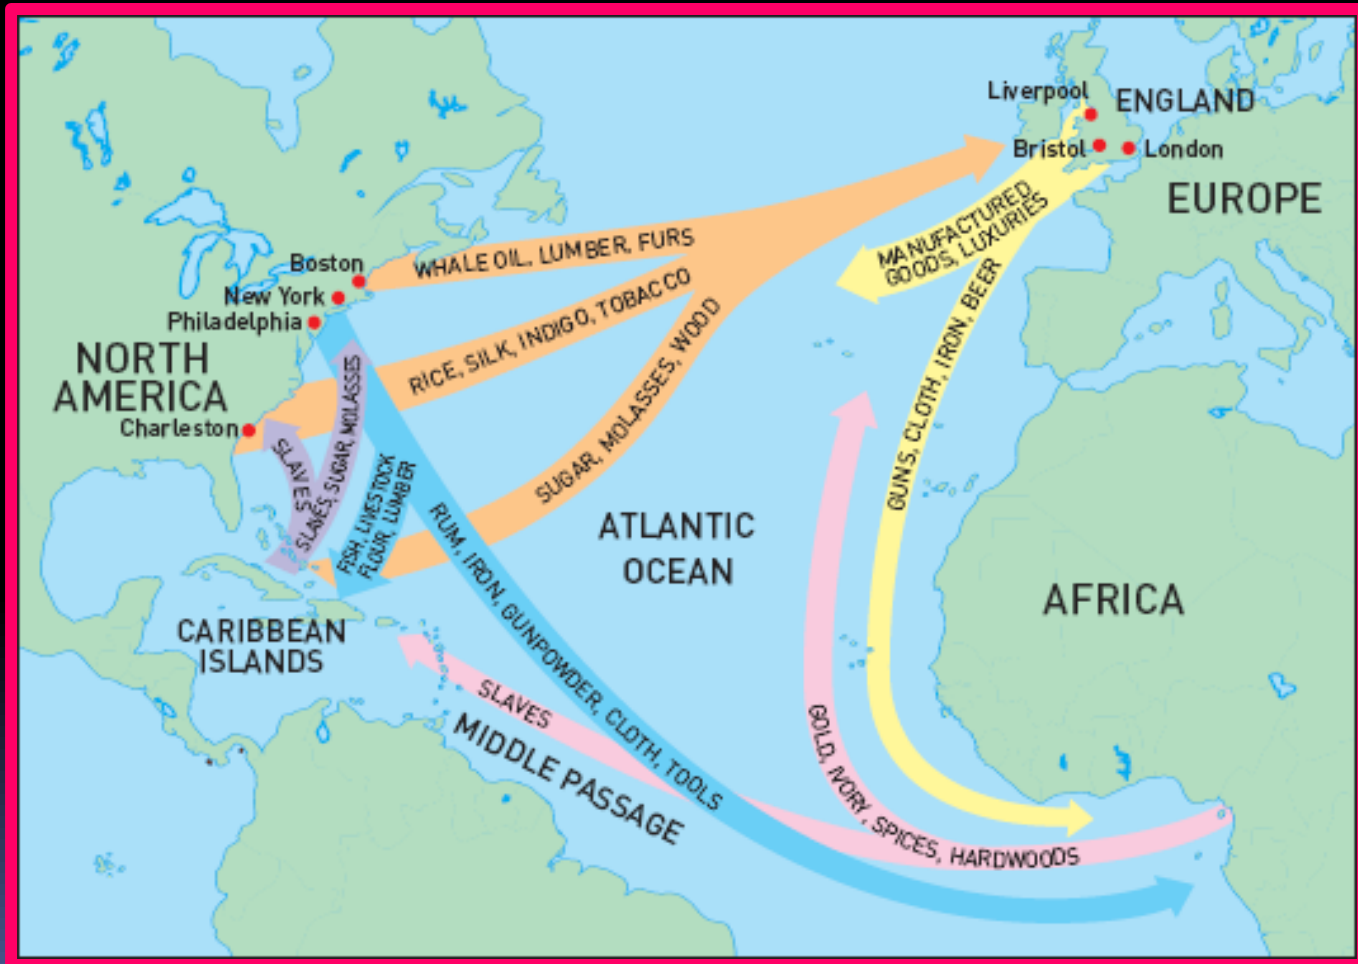 Liverpool
ENGLAND
Bristol
London
EUROPE
MANUFACTURED
GOODS, LUXURIES
WHALE OIL, LUMBER, FURS
Boston
New York
Philadelphia
RICE, SILK, INDIGO, TOBACCO
NORTH
AMERICA
Charleston
SUGAR, MOLASSES, WOOD
GUNS, CLOTH, IRON, BEER
SLAVES
SLAVES, SUGAR, MOLASSES
FISH, LIVESTOCK
FLOUR, LUMBER
RUM, IRON, GUNPOWDER, CLOTH, TOOLS
ATLANTIC
OCEAN
AFRICA
CARIBBEAN
ISLANDS
SLAVES
MIDDLE PASSAGE
GOLD, IVORY, SPICES, HARDWOODS